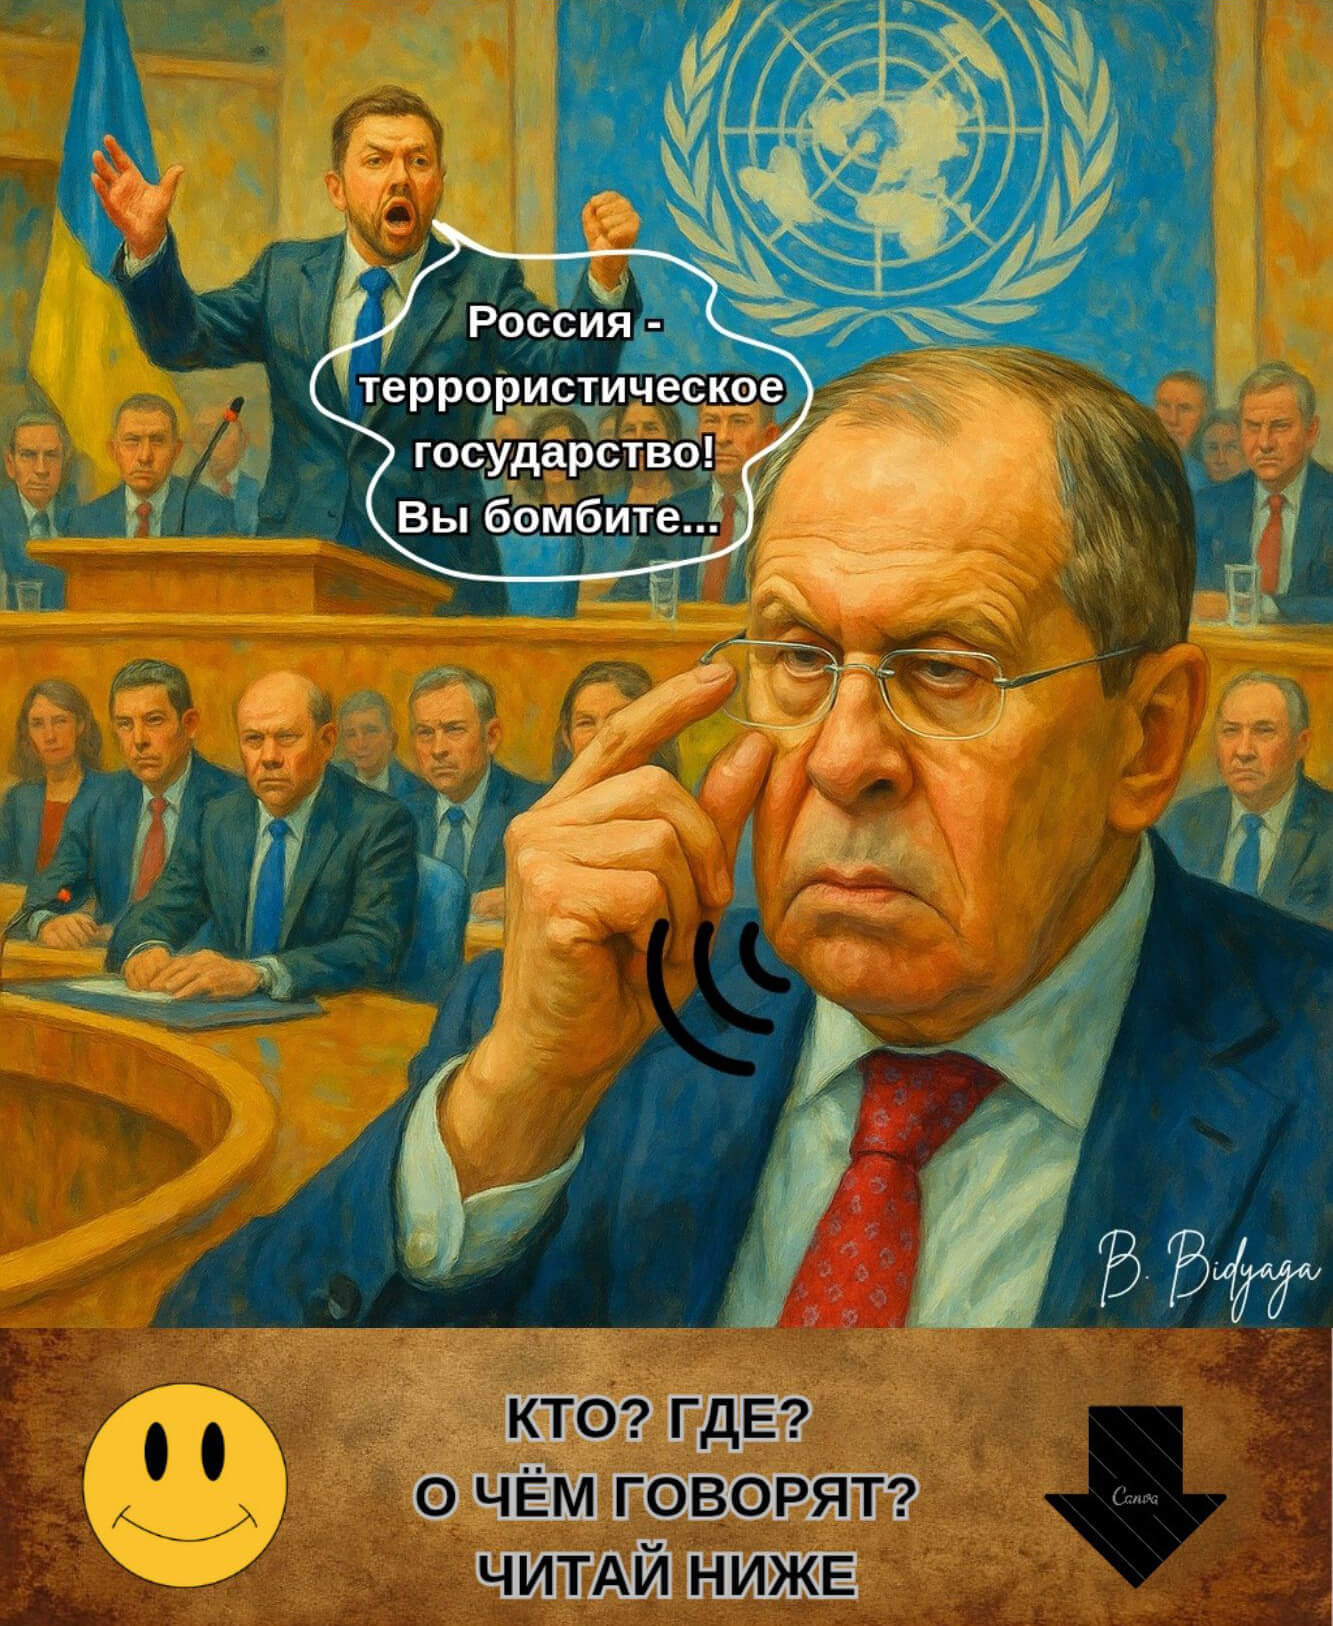 Россия -
террористическое
государство!
Вы бомбите...
B. Bidyaga
КТО? ГДЕ?
О ЧЁМ ГОВОРЯТ?
ЧИТАЙ НИЖЕ
Canva